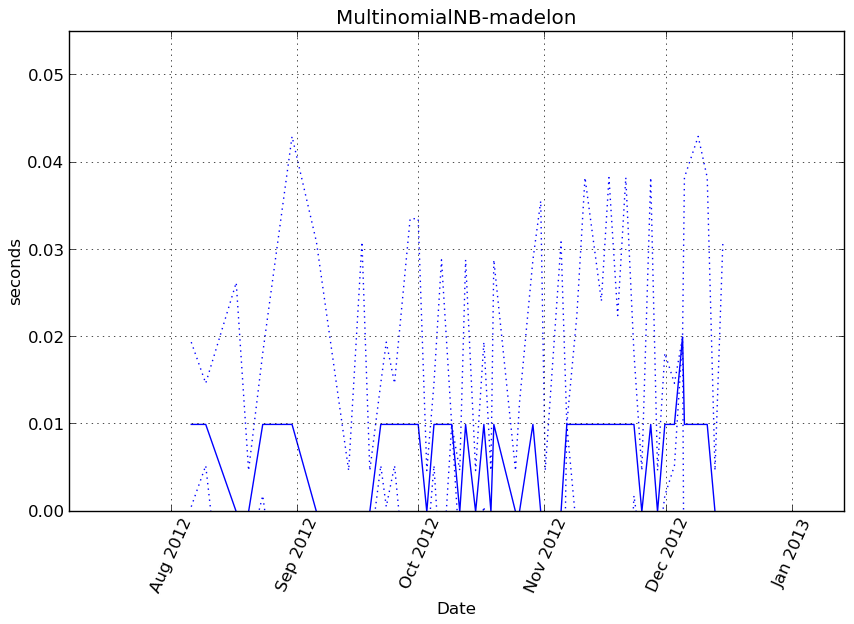 MultinomialNB-madelon
0.05
0.04
0.03
0.02
0.01
0.00
seconds
Aug 2012
Sep 2012
Oct 2012
Nov 2012
Dec 2012
Jan 2013
Date